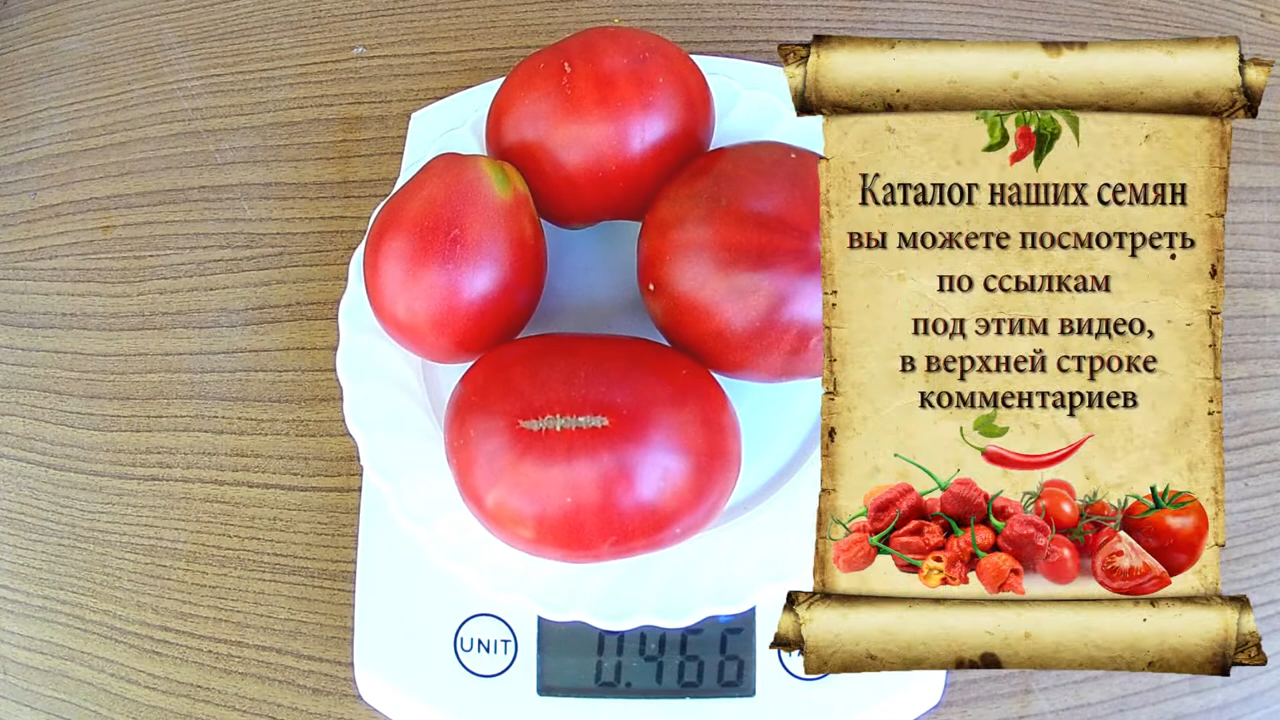 Каталог наших семян
вы можете посмотреть
по ссылкам
под этим видео,
в верхней строке
комментариев
UNIT
0.466